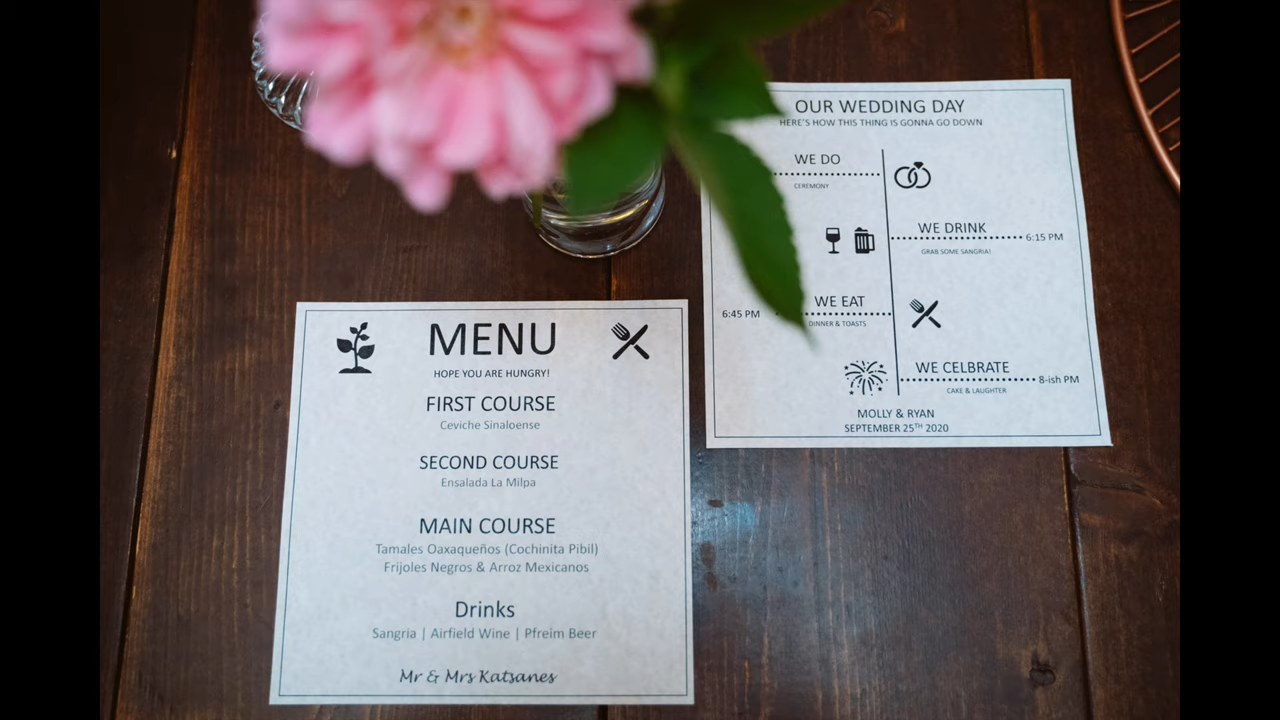 MENU
HOPE YOU ARE HUNGRY!
FIRST COURSE
Ceviche Sinaloense
SECOND COURSE
Ensalada La Milpa
MAIN COURSE
Tamales Oaxaqueños (Cochinita Pibil)
Frijoles Negros & Arroz Mexicanos
Drinks
Sangria | Airfield Wine | Pfreim Beer
Mr & Mrs Katsanes
OUR WEDDING DAY
HERE'S HOW THIS THING IS GONNA GO DOWN
WE DO
CEREMONY
WE DRINK
6:15 PM
GRAB SOME SANGRIA!
WE EAT
6:45 PM
DINNER & TOASTS
WE CELBRATE
8-ish PM
CAKE & LAUGHTER
MOLLY & RYAN
SEPTEMBER 25TH 2020